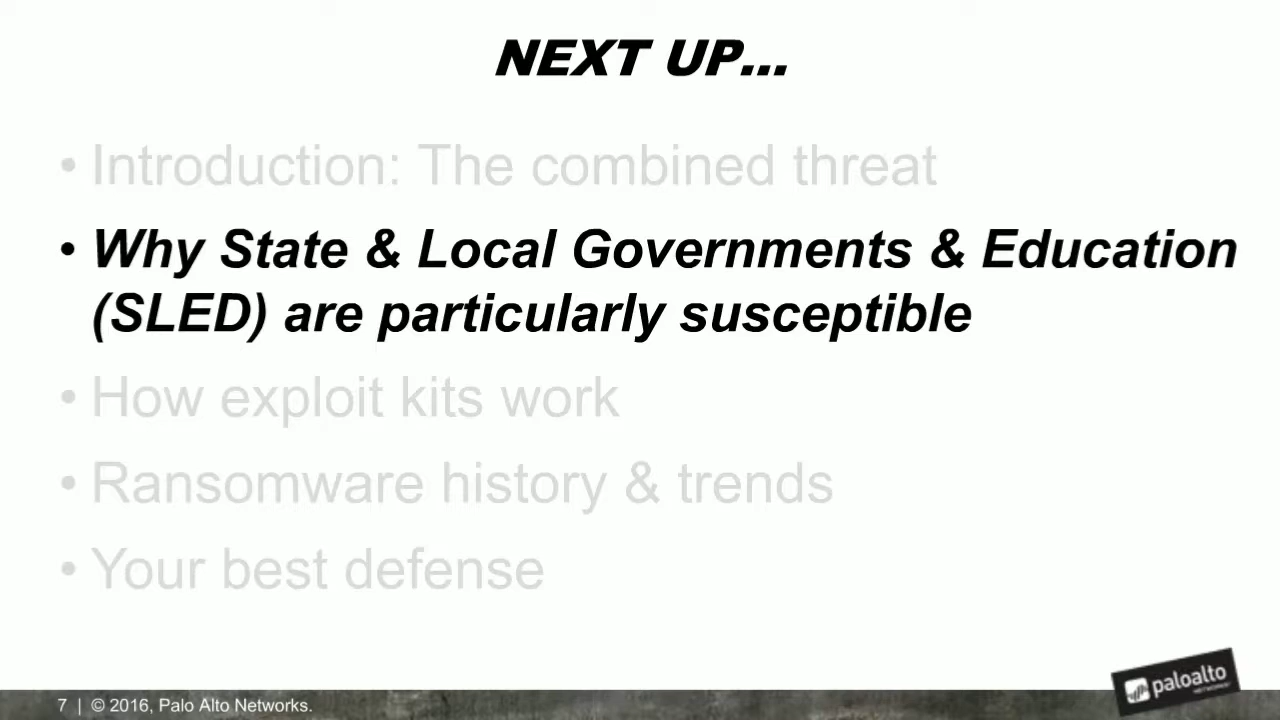 NEXT UP...
• Introduction: The combined threat
• Why State & Local Governments & Education
(SLED) are particularly susceptible
• How exploit kits work
• Ransomware history & trends
• Your best defense
paloalto
NETWORKS
7 | © 2016, Palo Alto Networks.